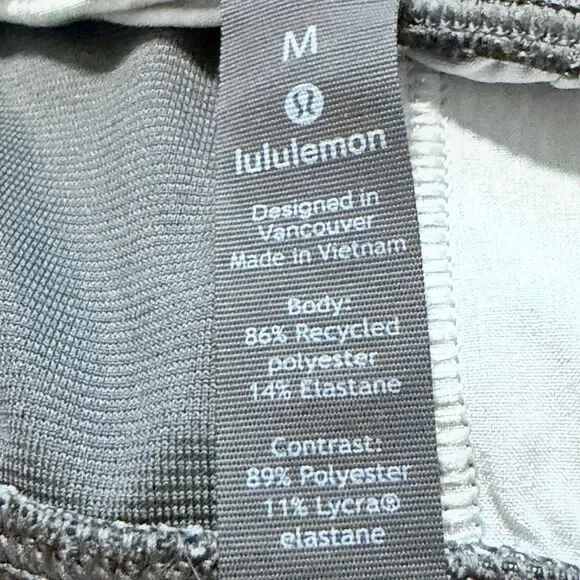 M
lululemon
Designed in
Vancouver
Made in Vietnam
Body:
86% Recycled
polyester
14% Elastane
Contrast:
89% Polyester
11% Lycra®
elastane